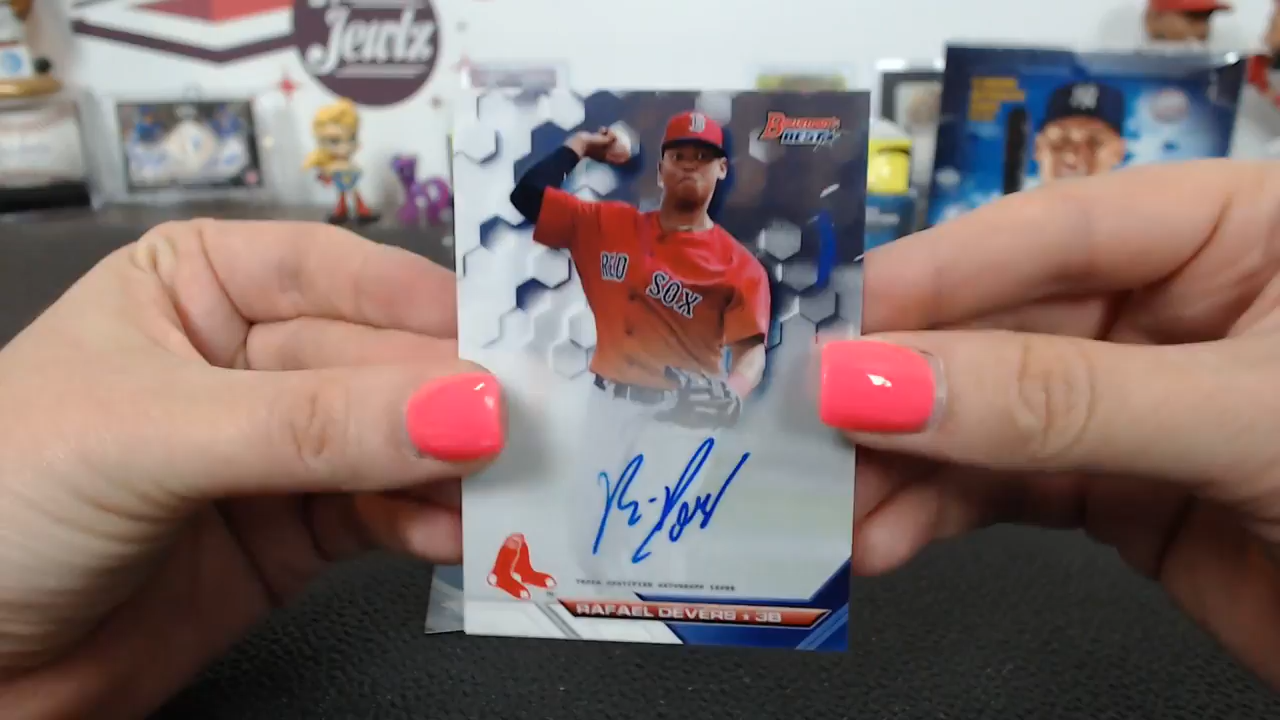 Jewlz
BOWMAN'S
BEST
B
RED SOX
TOPPS CERTIFIED AUTOGRAPH ISSUE
RAFAEL DEVERS • 3B